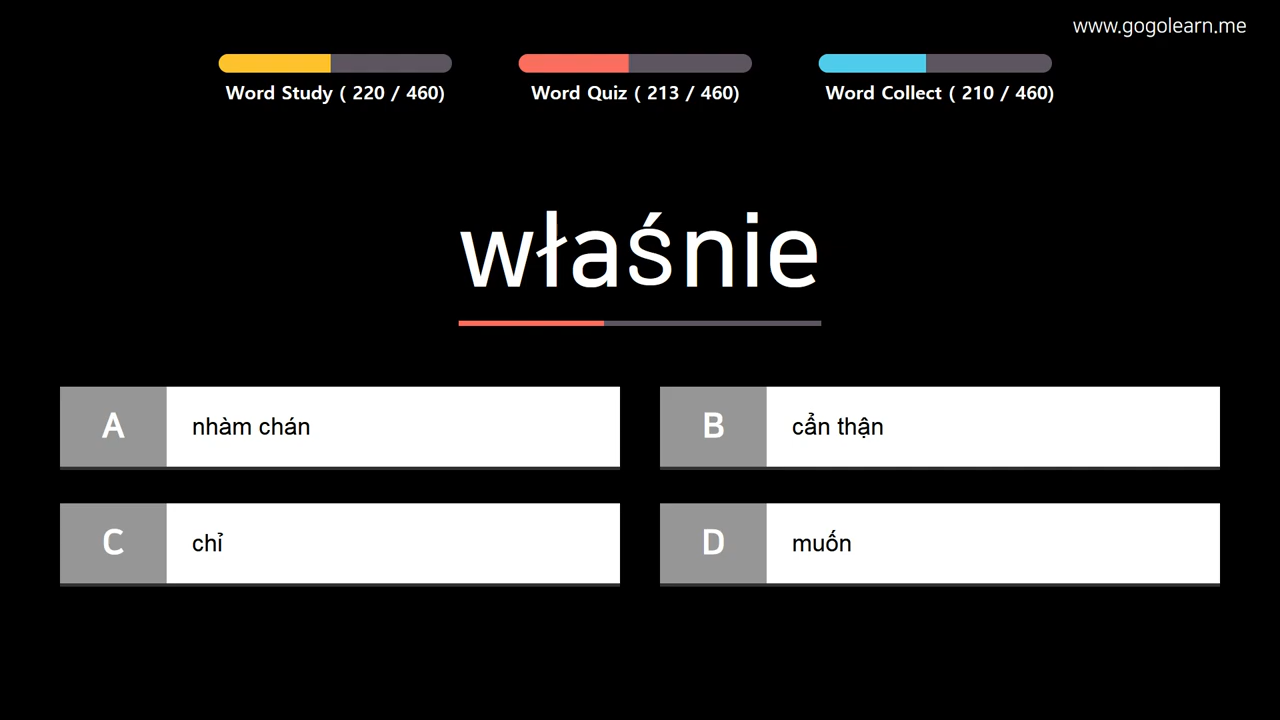 www.gogolearn.me
Word Study ( 220 / 460)
Word Quiz ( 213 / 460)
Word Collect ( 210 / 460)
właśnie
A nhàm chán
B cẩn thận
C chỉ
D muốn